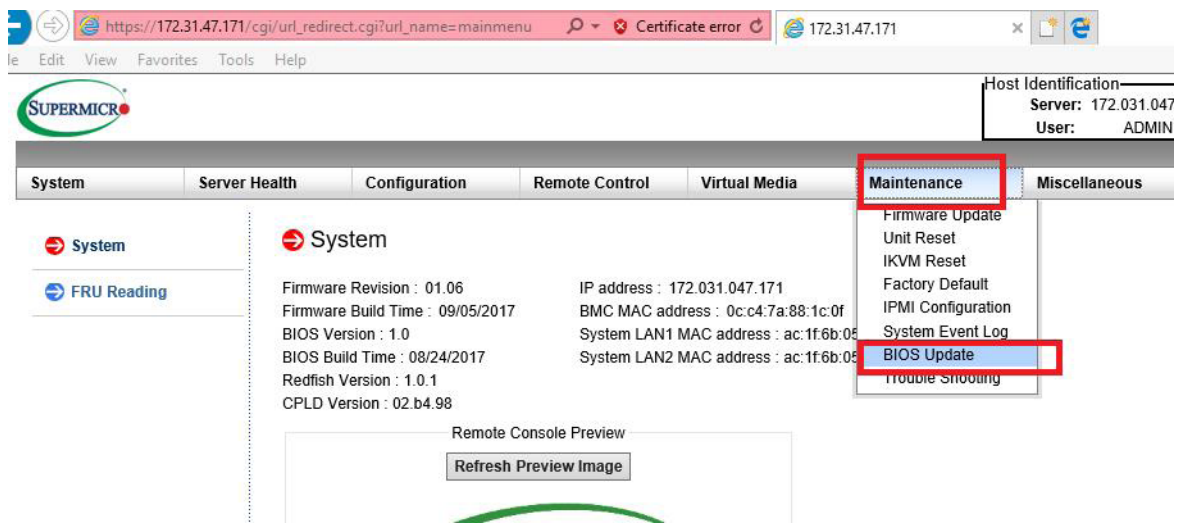 https://172.31.47.171/cgi/url_redirect.cgi?url_name=mainmenu Certificate error 172.31.47.171
Edit View Favorites Tools Help
SUPERMICRO
Host Identification
Server: 172.031.047
User: ADMIN
System Server Health Configuration Remote Control Virtual Media Maintenance Miscellaneous
Firmware Update
Unit Reset
IKVM Reset
Factory Default
IPMI Configuration
System Event Log
BIOS Update
Trouble Shooting
System
FRU Reading
System
Firmware Revision : 01.06 IP address : 172.031.047.171
Firmware Build Time : 09/05/2017 BMC MAC address : 0c:c4:7a:88:1c:0f
BIOS Version : 1.0 System LAN1 MAC address : ac:1f:6b:05
BIOS Build Time : 08/24/2017 System LAN2 MAC address : ac:1f:6b:05
Redfish Version : 1.0.1
CPLD Version : 02.b4.98
Remote Console Preview
Refresh Preview Image